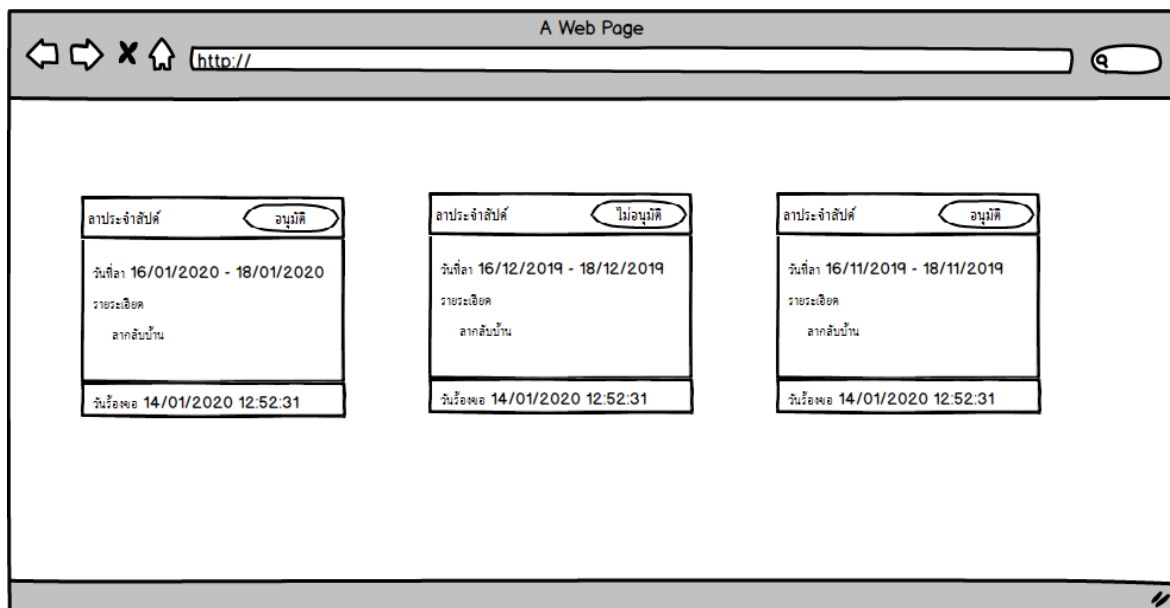 A Web Page
http://
ลาประจำสัปค์ อนุมัติ
วันที่ลา 16/01/2020 - 18/01/2020
รายระเอียด
ลากลับบ้าน
วันร้องขอ 14/01/2020 12:52:31
ลาประจำสัปค์ ไม่อนุมัติ
วันที่ลา 16/12/2019 - 18/12/2019
รายระเอียด
ลากลับบ้าน
วันร้องขอ 14/01/2020 12:52:31
ลาประจำสัปค์ อนุมัติ
วันที่ลา 16/11/2019 - 18/11/2019
รายระเอียด
ลากลับบ้าน
วันร้องขอ 14/01/2020 12:52:31